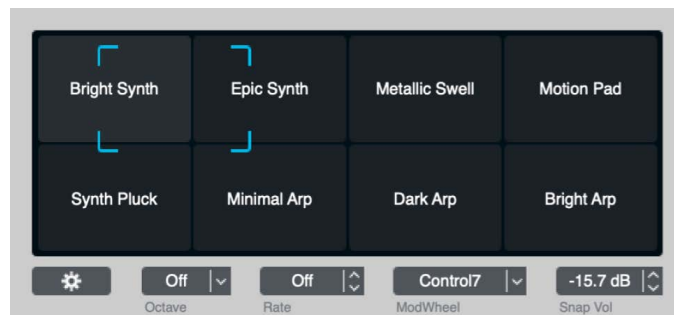 Bright Synth Epic Synth Metallic Swell Motion Pad
Synth Pluck Minimal Arp Dark Arp Bright Arp
Off Off Control7 -15.7 dB
Octave Rate ModWheel Snap Vol